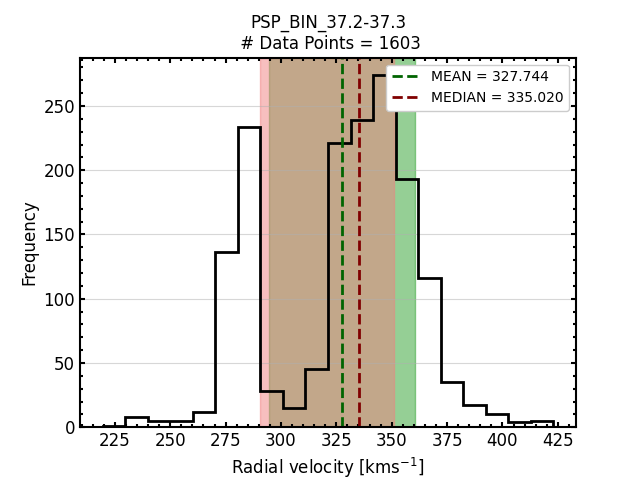 PSP_BIN_37.2-37.3
# Data Points = 1603
MEAN = 327.744
MEDIAN = 335.020
Frequency
250
200
150
100
50
0
225 250 275 300 325 350 375 400 425
Radial velocity [kms⁻¹]